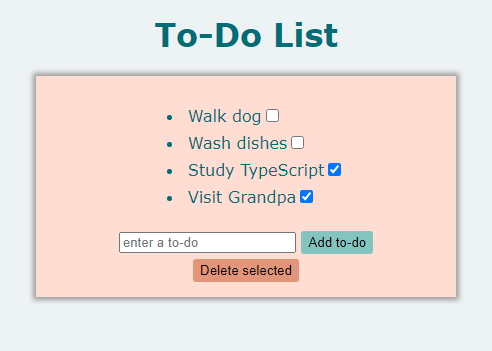 To-Do List
Walk dog
Wash dishes
Study TypeScript
Visit Grandpa
enter a to-do Add to-do
Delete selected